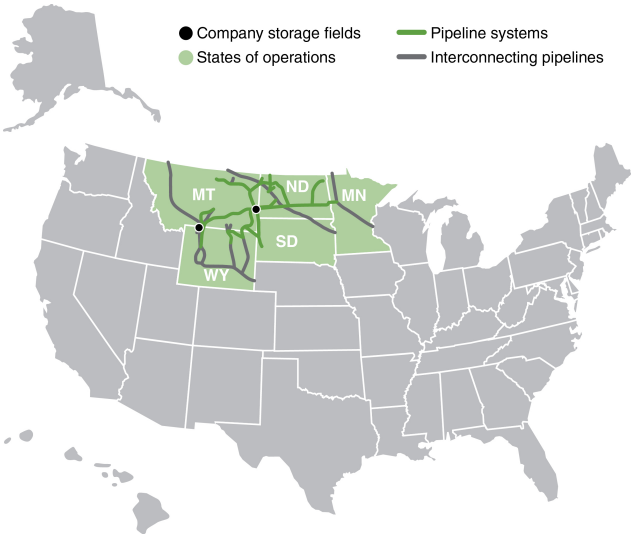 Company storage fields
Pipeline systems
States of operations
Interconnecting pipelines
MT
ND
MN
SD
WY